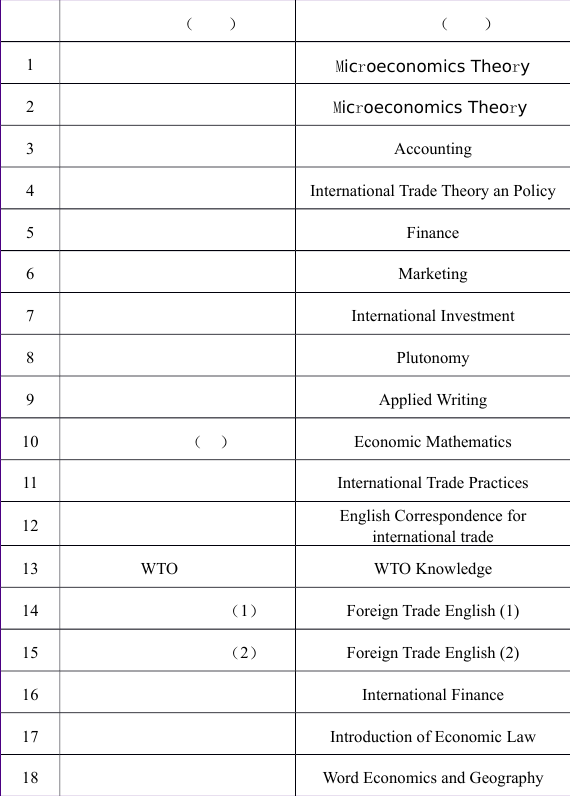 （ ） （ ）
1 Microeconomics Theory
2 Microeconomics Theory
3 Accounting
4 International Trade Theory an Policy
5 Finance
6 Marketing
7 International Investment
8 Plutonomy
9 Applied Writing
10 （ ） Economic Mathematics
11 International Trade Practices
12 English Correspondence for
international trade
13 WTO WTO Knowledge
14 （1） Foreign Trade English (1)
15 （2） Foreign Trade English (2)
16 International Finance
17 Introduction of Economic Law
18 Word Economics and Geography